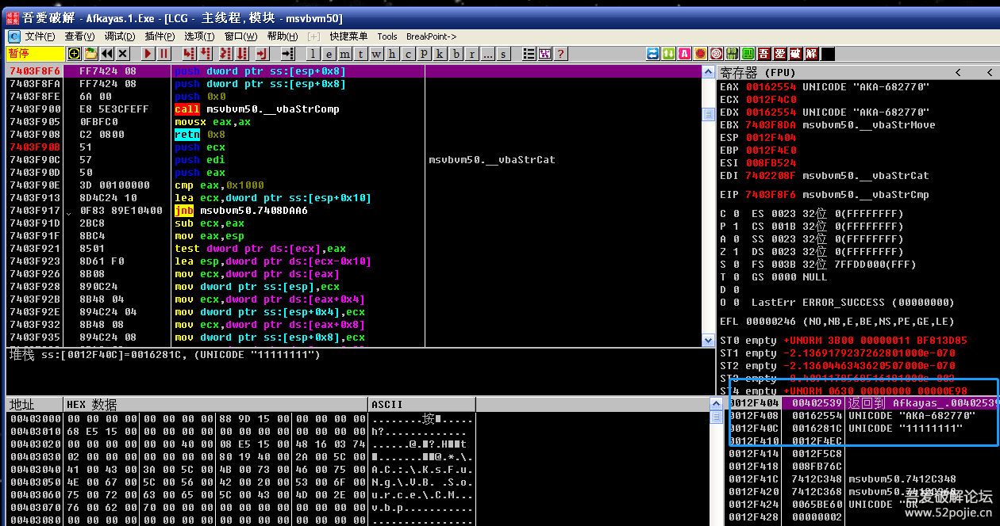 吾爱破解 - Afkayas.1.Exe - [LCG - 主线程, 模块 - msvbvm50]
文件(F) 查看(V) 调试(D) 插件(P) 选项(T) 窗口(W) 帮助(H) [+] 快捷菜单 Tools BreakPoint->
暂停 l e m t w h c p k b r ... s ? 吾 爱 破 解
7403F8F6 FF7424 08 push dword ptr ss:[esp+0x8]
7403F8FA FF7424 08 push dword ptr ss:[esp+0x8]
7403F8FE 6A 00 push 0x0
7403F900 E8 5E3CFEFF call msvbvm50.__vbaStrComp
7403F905 0FBFC0 movsx eax,ax
7403F908 C2 0800 retn 0x8
7403F90B 51 push ecx
7403F90C 57 push edi msvbvm50.__vbaStrCat
7403F90D 50 push eax
7403F90E 3D 00100000 cmp eax,0x1000
7403F913 8D4C24 10 lea ecx,dword ptr ss:[esp+0x10]
7403F917 0F83 89E10400 jnb msvbvm50.7408DAA6
7403F91D 2BC8 sub ecx,eax
7403F91F 8BC4 mov eax,esp
7403F921 8501 test dword ptr ds:[ecx],eax
7403F923 8D61 F0 lea esp,dword ptr ds:[ecx-0x10]
7403F926 8B08 mov ecx,dword ptr ds:[eax]
7403F928 890C24 mov dword ptr ss:[esp],ecx
7403F92B 8B48 04 mov ecx,dword ptr ds:[eax+0x4]
7403F92E 894C24 04 mov dword ptr ss:[esp+0x4],ecx
7403F932 8B48 08 mov ecx,dword ptr ds:[eax+0x8]
7403F935 894C24 08 mov dword ptr ss:[esp+0x8],ecx
堆栈 ss:[0012F40C]=0016281C, (UNICODE "11111111")
寄存器 (FPU) < <
EAX 00162554 UNICODE "AKA-682770"
ECX 0012F4C0
EDX 00162554 UNICODE "AKA-682770"
EBX 7403F8DA msvbvm50.__vbaStrMove
ESP 0012F404
EBP 0012F4E0
ESI 008FB524
EDI 7402208F msvbvm50.__vbaStrCat
EIP 7403F8F6 msvbvm50.__vbaStrCmp
C 0 ES 0023 32位 0(FFFFFFFF)
P 1 CS 001B 32位 0(FFFFFFFF)
A 0 SS 0023 32位 0(FFFFFFFF)
Z 1 DS 0023 32位 0(FFFFFFFF)
S 0 FS 003B 32位 7FFDD000(FFF)
T 0 GS 0000 NULL
D 0
O 0 LastErr ERROR_SUCCESS (00000000)
EFL 00000246 (NO,NB,E,BE,NS,PE,GE,LE)
ST0 empty +UNORM 3B00 00000011 BF813D85
ST1 empty -2.1369179237262801000e-070
ST2 empty -2.1360446343620507000e-070
ST3 empty
ST4 empty +UNORM 0630 00000000 00000E98
地址 HEX 数据 ASCII
00403000 00 00 00 00 00 00 00 00 88 9D 15 00 00 00 00 00
00403010 68 E5 15 00 00 00 00 00 00 00 00 00 00 00 00 00 h?............
00403020 00 00 00 00 00 00 40 00 08 E5 15 00 48 16 03 74
00403030 02 00 00 00 00 00 00 00 80 19 40 00 2A 00 5C 00
00403040 41 00 43 00 3A 00 5C 00 4B 00 73 00 46 00 75 00 A.C.:.\.K.s.F.u.
00403050 4E 00 67 00 5C 00 56 00 42 00 20 00 53 00 6F 00 N.g.\.V.B. .S.o.
00403060 75 00 72 00 63 00 65 00 5C 00 43 00 4D 00 2E 00 u.r.c.e.\.C.M...
00403070 76 00 62 00 70 00 00 00 00 00 00 00 00 00 00 00 v.b.p...........
00403080 00 00 00 00 00 00 00 00 00 00 00 00 00 00 00 00 ................
0012F404 00402539 返回到 Afkayas_.00402539
0012F408 00162554 UNICODE "AKA-682770"
0012F40C 0016281C UNICODE "11111111"
0012F410 0012F4EC
0012F414 0012F5C8
0012F418 008FB76C
0012F41C 7412C348 msvbvm50.7412C348
0012F420 7412C368
0012F424 0065BE60 UNICODE "OK"
0012F428 00000002
吾爱破解论坛
www.52pojie.cn